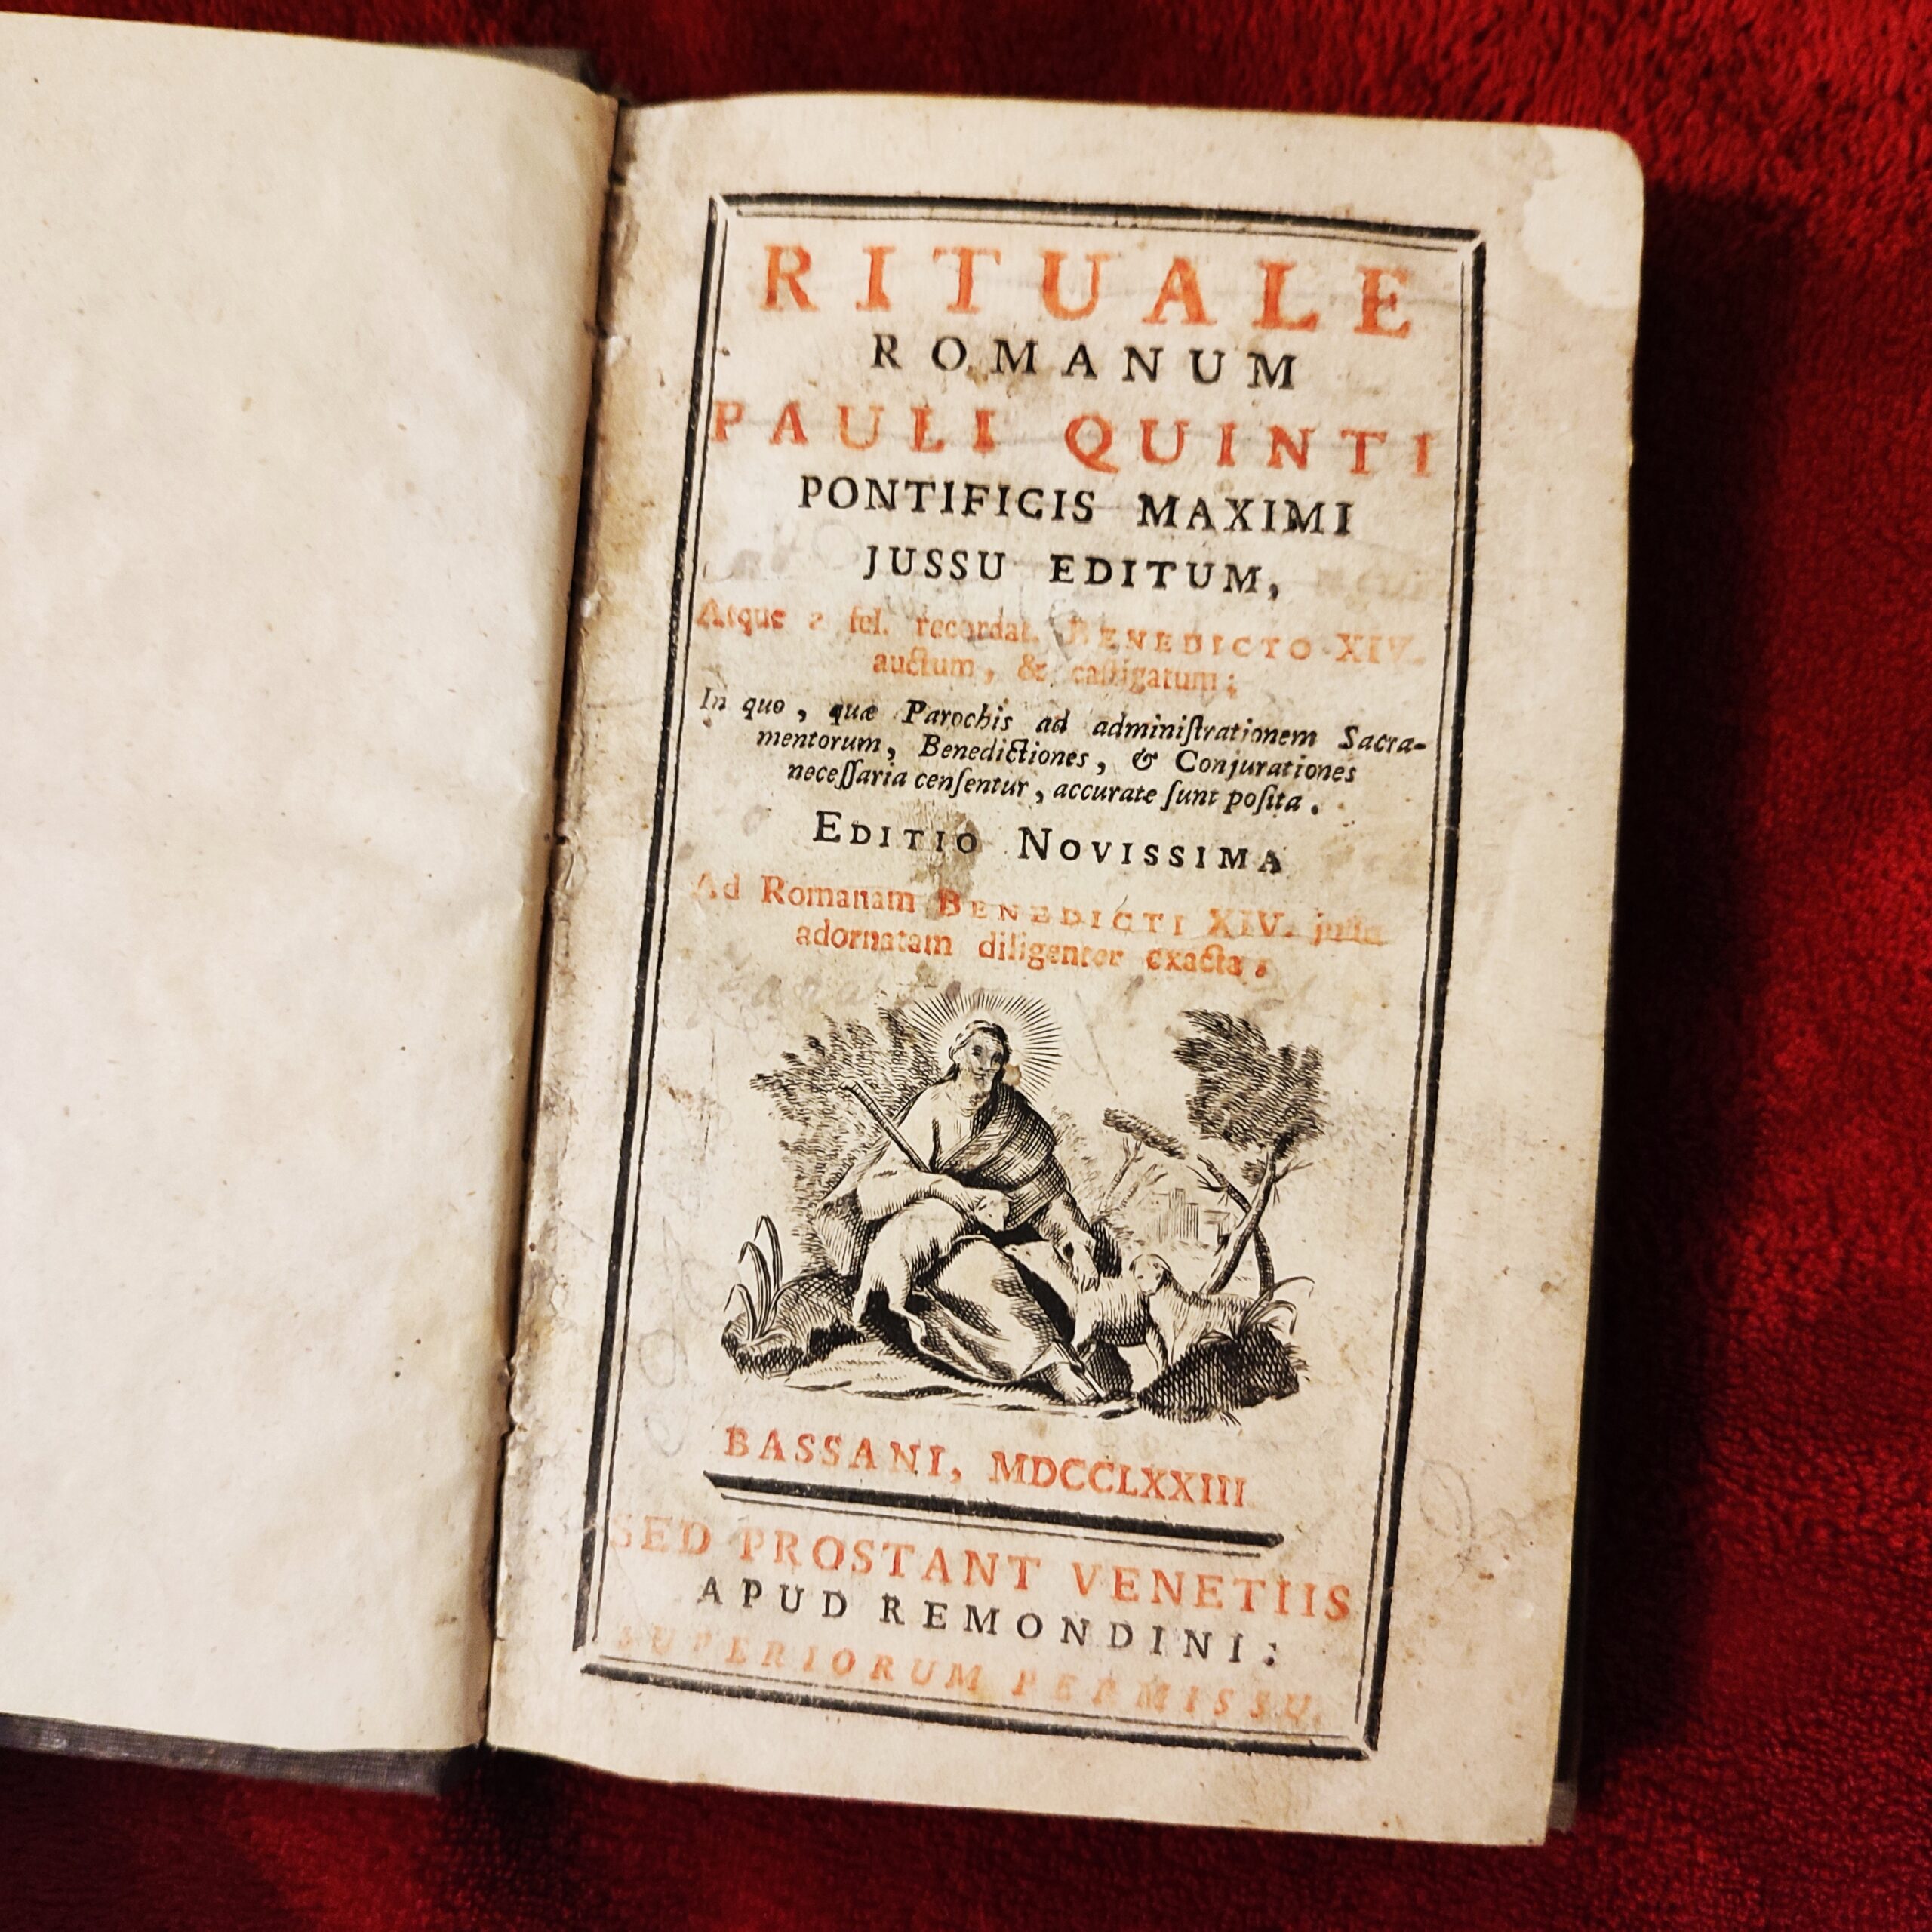 RITUALE
ROMANUM
PAULI QUINTI
PONTIFICIS MAXIMI
JUSSU EDITUM,
Atque a fel. recordat. BENEDICTO XIV.
auctum, & castigatum;
In quo, quæ Parochis ad adminiſtrationem Sacra-
mentorum, Benedictiones, & Conjurationes
neceſſaria cenſentur, accurate ſunt poſita.
EDITIO NOVISSIMA
Ad Romanam BENEDICTI XIV. juſſu
adornatam diligenter exacta.
BASSANI, MDCCLXXIII
SED PROSTANT VENETIIS
APUD REMONDINI:
SUPERIORUM PERMISSU.